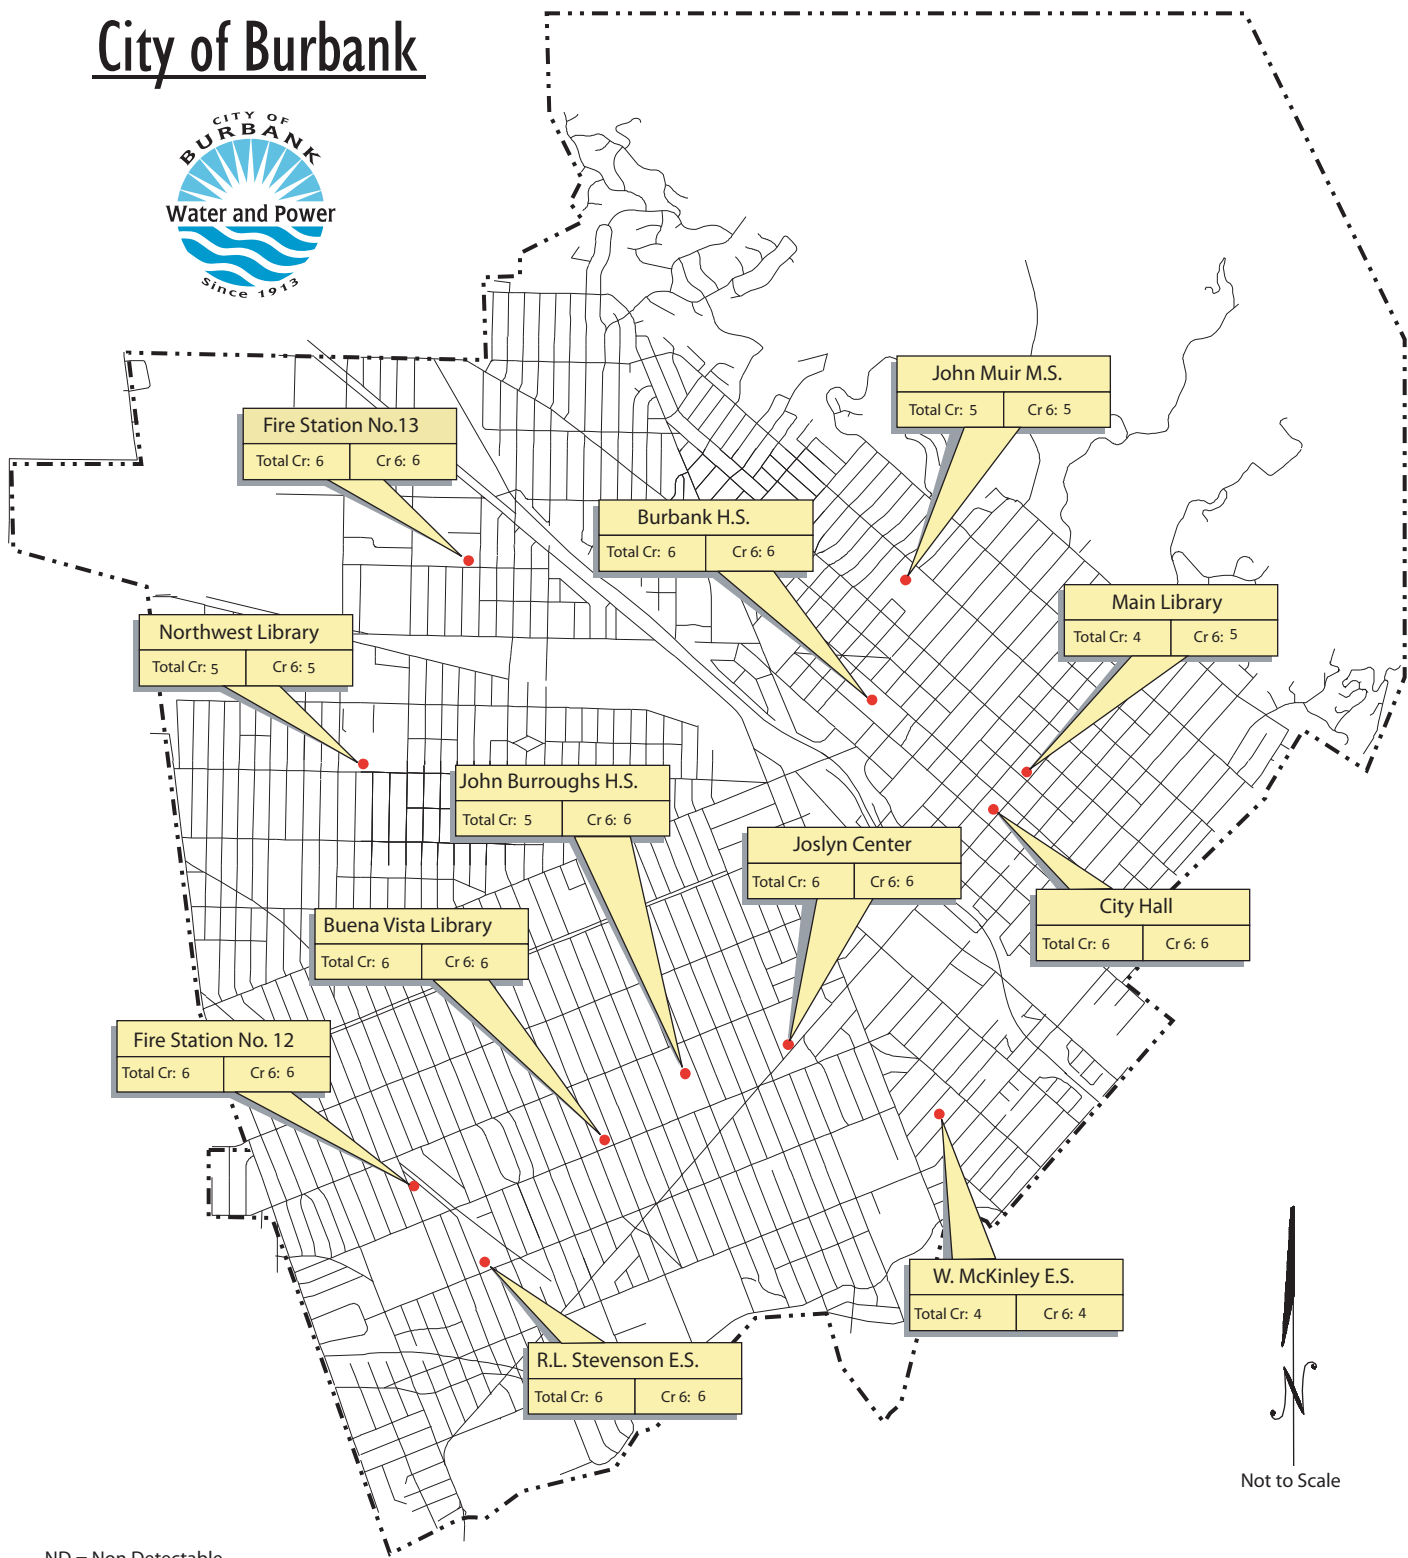 City of Burbank
CITY OF
BURBANK
Water and Power
Since 1913
John Muir M.S.
Total Cr: 5 Cr 6: 5
Fire Station No.13
Total Cr: 6 Cr 6: 6
Burbank H.S.
Total Cr: 6 Cr 6: 6
Main Library
Total Cr: 4 Cr 6: 5
Northwest Library
Total Cr: 5 Cr 6: 5
John Burroughs H.S.
Total Cr: 5 Cr 6: 6
Joslyn Center
Total Cr: 6 Cr 6: 6
City Hall
Total Cr: 6 Cr 6: 6
Buena Vista Library
Total Cr: 6 Cr 6: 6
Fire Station No. 12
Total Cr: 6 Cr 6: 6
W. McKinley E.S.
Total Cr: 4 Cr 6: 4
R.L. Stevenson E.S.
Total Cr: 6 Cr 6: 6
N
Not to Scale
ND = Non Detectable